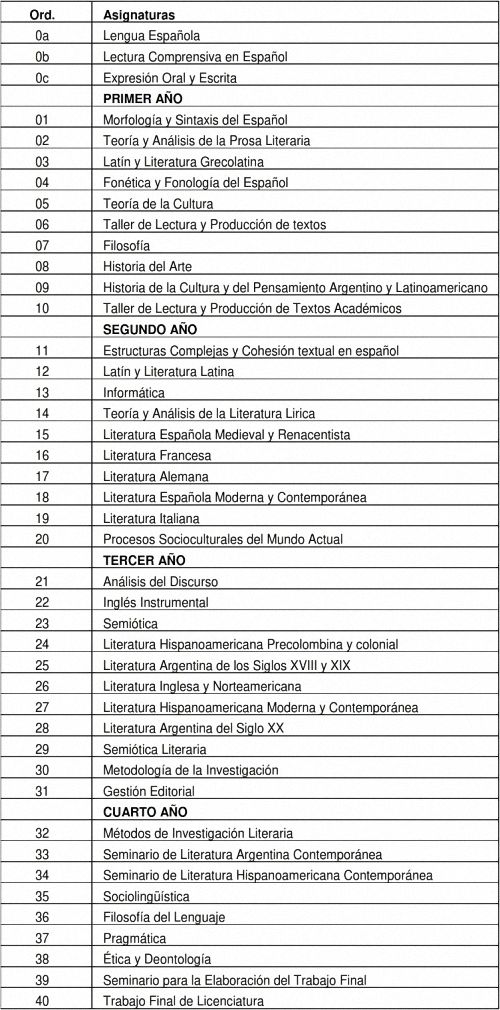 Ord. Asignaturas
0a Lengua Española
0b Lectura Comprensiva en Español
0c Expresión Oral y Escrita
PRIMER AÑO
01 Morfología y Sintaxis del Español
02 Teoría y Análisis de la Prosa Literaria
03 Latín y Literatura Grecolatina
04 Fonética y Fonología del Español
05 Teoría de la Cultura
06 Taller de Lectura y Producción de textos
07 Filosofía
08 Historia del Arte
09 Historia de la Cultura y del Pensamiento Argentino y Latinoamericano
10 Taller de Lectura y Producción de Textos Académicos
SEGUNDO AÑO
11 Estructuras Complejas y Cohesión textual en español
12 Latín y Literatura Latina
13 Informática
14 Teoría y Análisis de la Literatura Lirica
15 Literatura Española Medieval y Renacentista
16 Literatura Francesa
17 Literatura Alemana
18 Literatura Española Moderna y Contemporánea
19 Literatura Italiana
20 Procesos Socioculturales del Mundo Actual
TERCER AÑO
21 Análisis del Discurso
22 Inglés Instrumental
23 Semiótica
24 Literatura Hispanoamericana Precolombina y colonial
25 Literatura Argentina de los Siglos XVIII y XIX
26 Literatura Inglesa y Norteamericana
27 Literatura Hispanoamericana Moderna y Contemporánea
28 Literatura Argentina del Siglo XX
29 Semiótica Literaria
30 Metodología de la Investigación
31 Gestión Editorial
CUARTO AÑO
32 Métodos de Investigación Literaria
33 Seminario de Literatura Argentina Contemporánea
34 Seminario de Literatura Hispanoamericana Contemporánea
35 Sociolingüística
36 Filosofía del Lenguaje
37 Pragmática
38 Ética y Deontología
39 Seminario para la Elaboración del Trabajo Final
40 Trabajo Final de Licenciatura